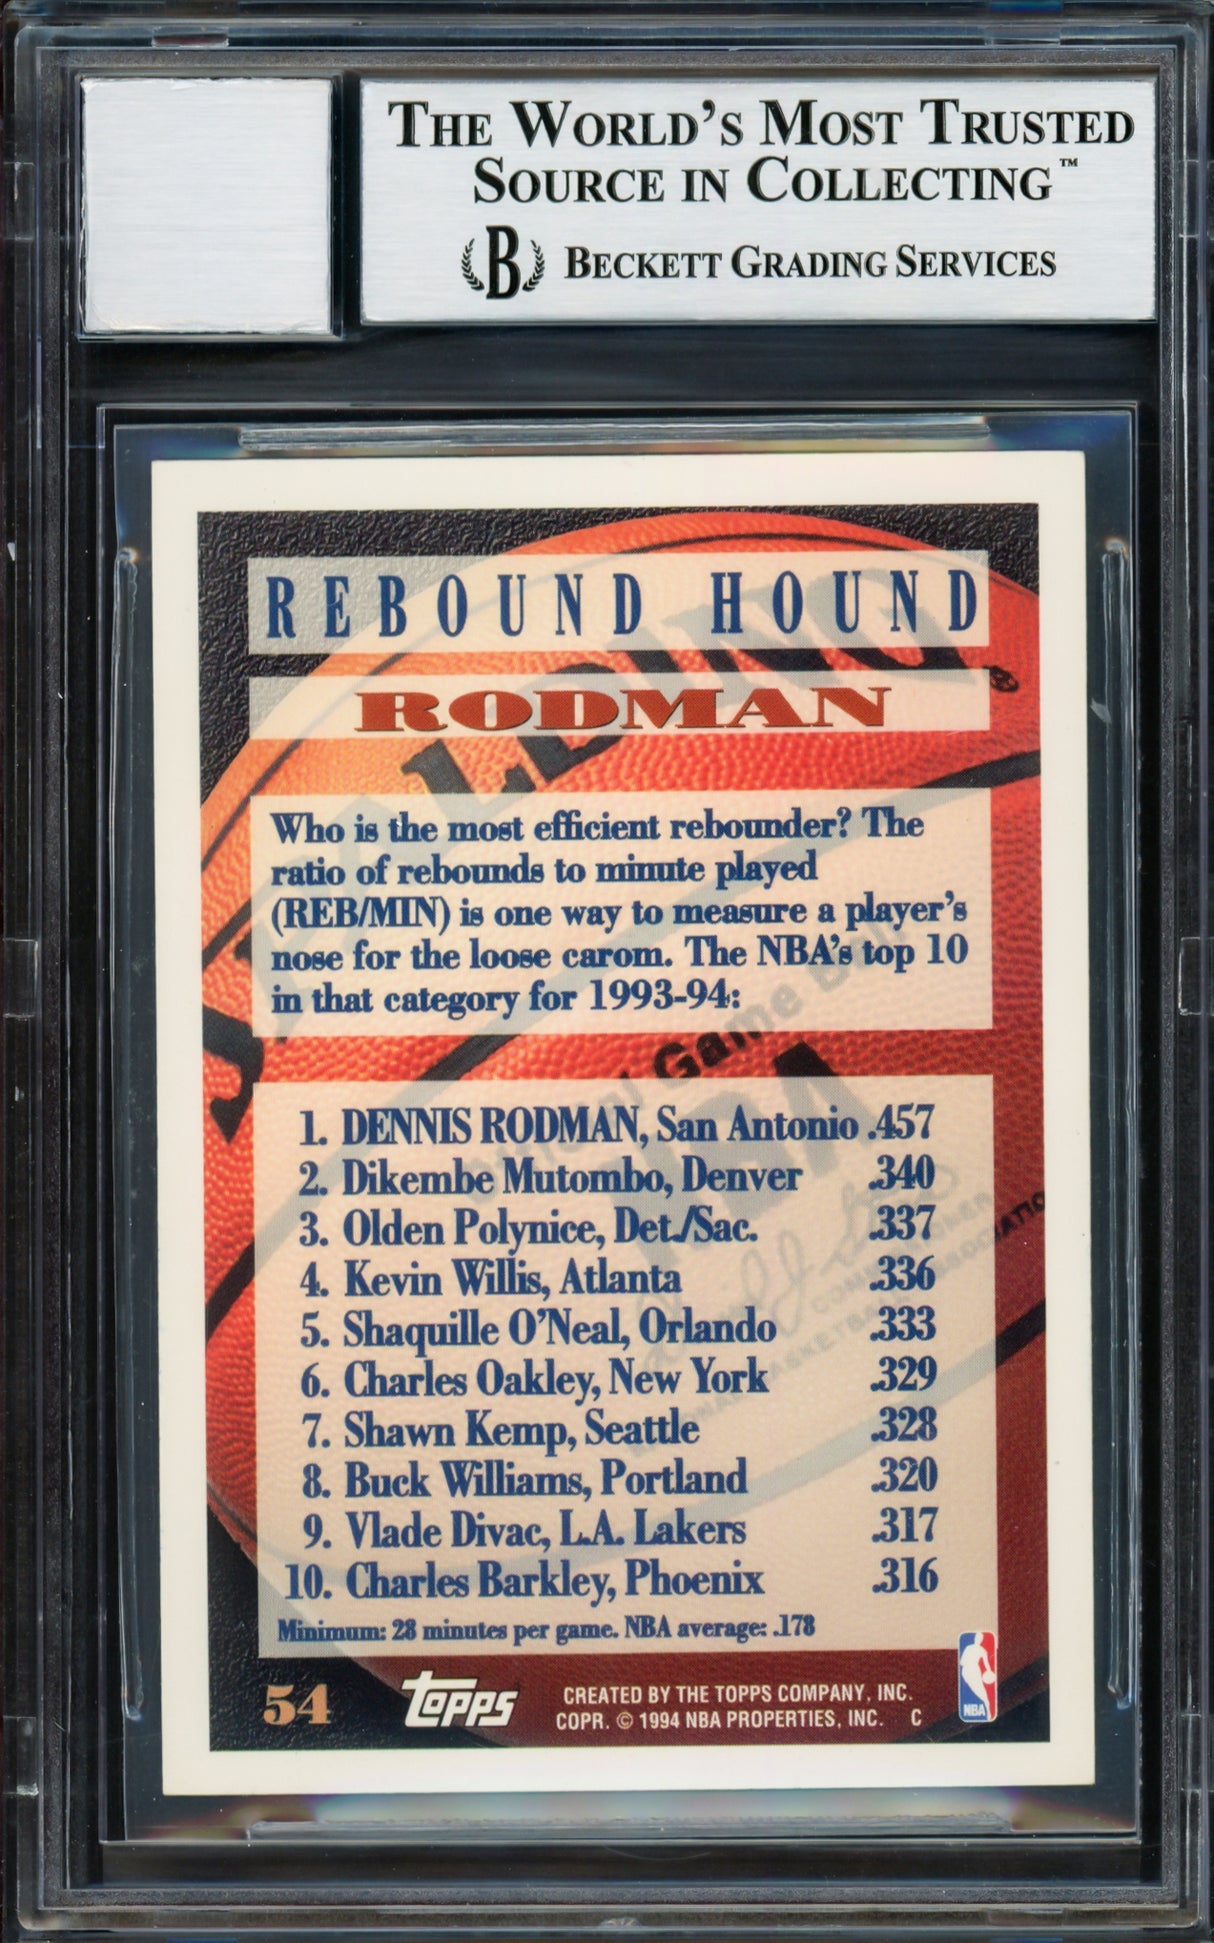 THE WORLD'S MOST TRUSTED
SOURCE IN COLLECTING™
B BECKETT GRADING SERVICES
REBOUND HOUND
RODMAN
Who is the most efficient rebounder? The
ratio of rebounds to minute played
(REB/MIN) is one way to measure a player's
nose for the loose carom. The NBA's top 10
in that category for 1993-94:
1. DENNIS RODMAN, San Antonio .457
2. Dikembe Mutombo, Denver .340
3. Olden Polynice, Det./Sac. .337
4. Kevin Willis, Atlanta .336
5. Shaquille O'Neal, Orlando .333
6. Charles Oakley, New York .329
7. Shawn Kemp, Seattle .328
8. Buck Williams, Portland .320
9. Vlade Divac, L.A. Lakers .317
10. Charles Barkley, Phoenix .316
Minimum: 28 minutes per game. NBA average: .178
54 Topps CREATED BY THE TOPPS COMPANY, INC.
COPR. © 1994 NBA PROPERTIES, INC. C
NBA